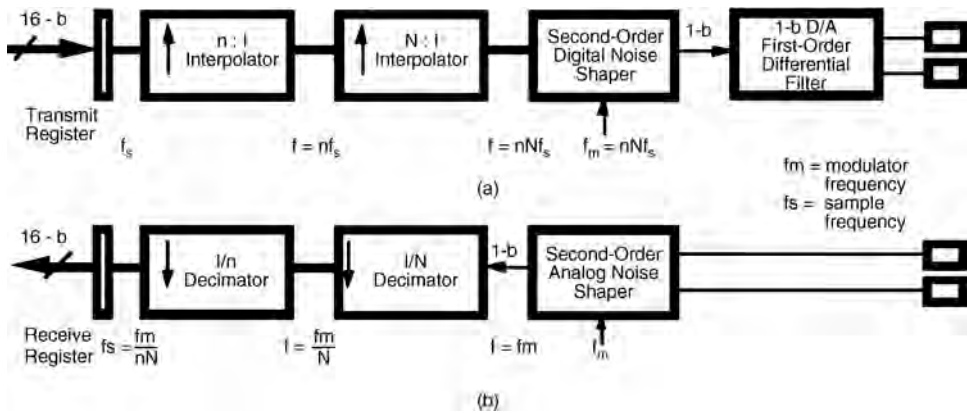 16 - b
n : I
Interpolator
N : I
Interpolator
Second-Order
Digital Noise
Shaper
1-b
1-b D/A
First-Order
Differential
Filter
Transmit
Register
fs
f = nfs
f = nNfs
fm = nNfs
(a)
fm = modulator
frequency
fs = sample
frequency
16 - b
I/n
Decimator
I/N
Decimator
1-b
Second-Order
Analog Noise
Shaper
Receive
Register
fs = fm/nN
f = fm/N
f = fm
fm
(b)